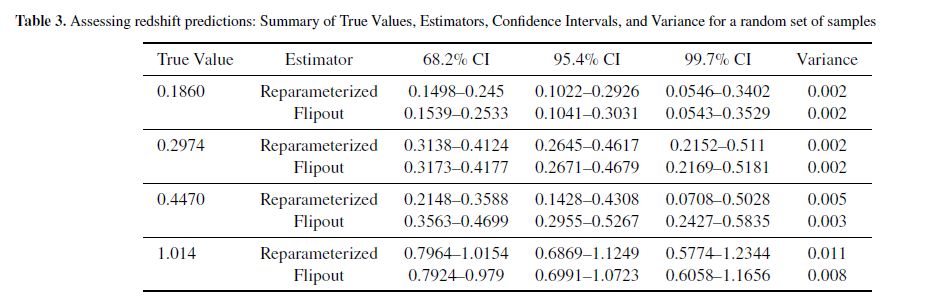 Table 3. Assessing redshift predictions: Summary of True Values, Estimators, Confidence Intervals, and Variance for a random set of samples
True Value Estimator 68.2% CI 95.4% CI 99.7% CI Variance
0.1860 Reparameterized 0.1498–0.245 0.1022–0.2926 0.0546–0.3402 0.002
Flipout 0.1539–0.2533 0.1041–0.3031 0.0543–0.3529 0.002
0.2974 Reparameterized 0.3138–0.4124 0.2645–0.4617 0.2152–0.511 0.002
Flipout 0.3173–0.4177 0.2671–0.4679 0.2169–0.5181 0.002
0.4470 Reparameterized 0.2148–0.3588 0.1428–0.4308 0.0708–0.5028 0.005
Flipout 0.3563–0.4699 0.2955–0.5267 0.2427–0.5835 0.003
1.014 Reparameterized 0.7964–1.0154 0.6869–1.1249 0.5774–1.2344 0.011
Flipout 0.7924–0.979 0.6991–1.0723 0.6058–1.1656 0.008